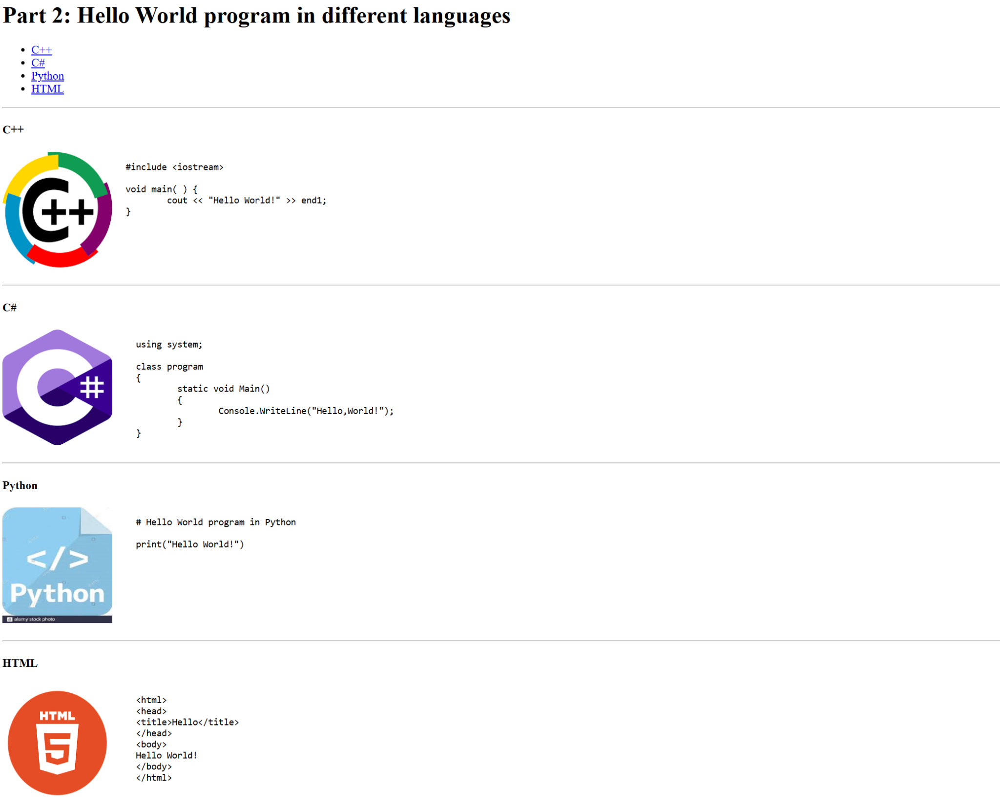 Part 2: Hello World program in different languages
C++
C#
Python
HTML
C++
C++
#include <iostream>
void main( ) {
cout << "Hello World!" >> end1;
}
C#
C#
using system;
class program
{
static void Main()
{
Console.WriteLine("Hello,World!");
}
}
Python
</>
Python
a alamy stock photo
# Hello World program in Python
print("Hello World!")
HTML
HTML
5
<html>
<head>
<title>Hello</title>
</head>
<body>
Hello World!
</body>
</html>